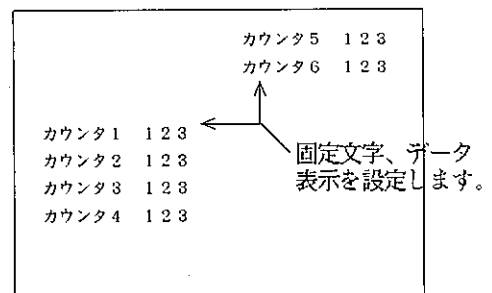 カウンタ5 123
カウンタ6 123
カウンタ1 123
カウンタ2 123
カウンタ3 123
カウンタ4 123
固定文字、データ
表示を設定します。